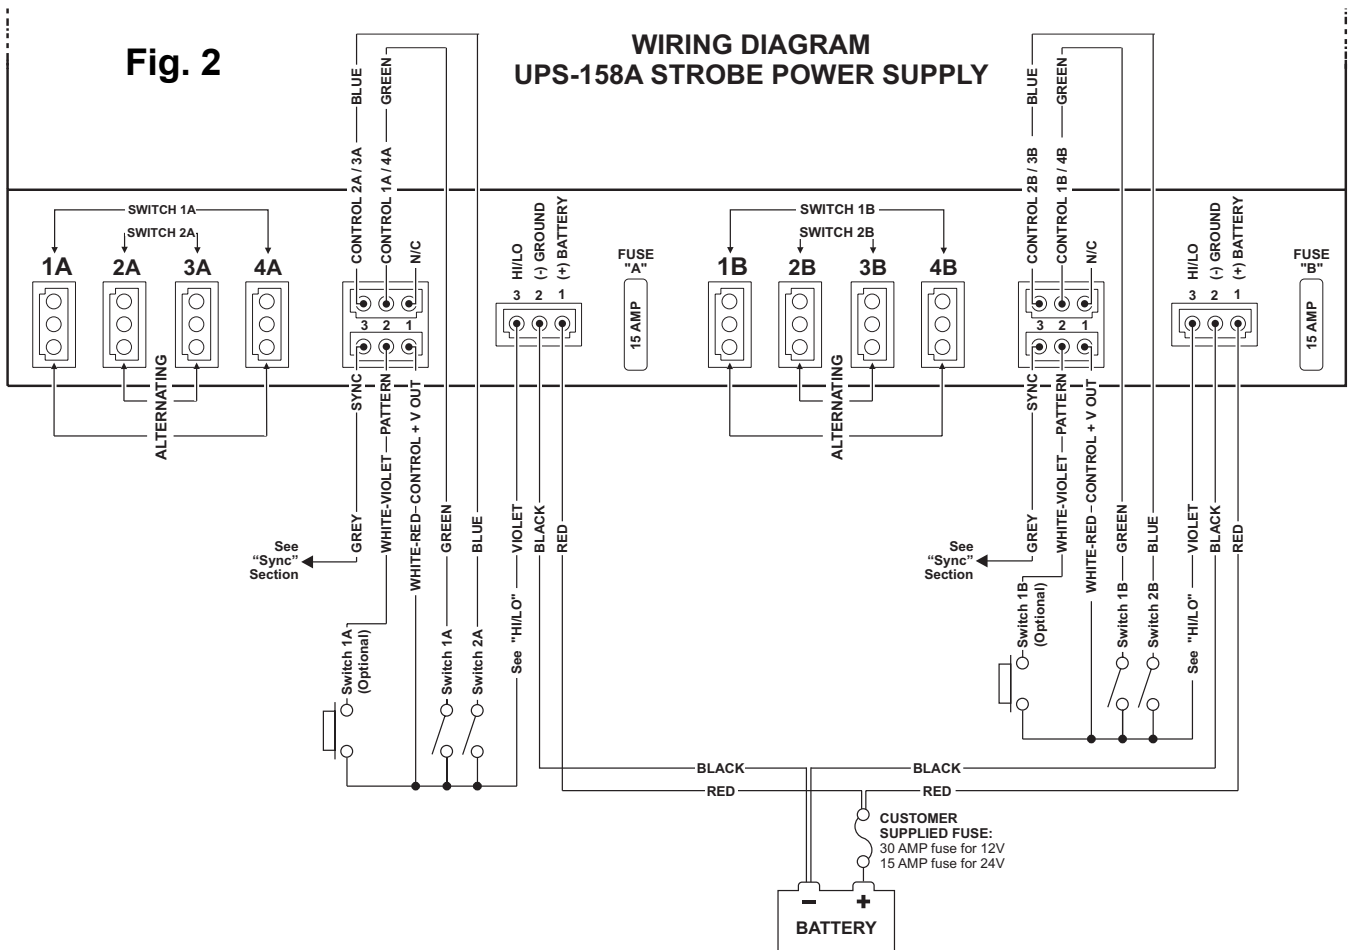 Fig. 2
WIRING DIAGRAM
UPS-158A STROBE POWER SUPPLY
BLUE
GREEN
CONTROL 2A / 3A
CONTROL 1A / 4A
N/C
SWITCH 1A
SWITCH 2A
1A
2A
3A
4A
3 2 1
HI/LO
(-) GROUND
(+) BATTERY
3 2 1
FUSE
"A"
15 AMP
ALTERNATING
SYNC
PATTERN
CONTROL + V OUT
GREY
WHITE-VIOLET
WHITE-RED
GREEN
BLUE
VIOLET
BLACK
RED
See
“Sync”
Section
Switch 1A
(Optional)
Switch 1A
Switch 2A
See "HI/LO"
BLUE
GREEN
CONTROL 2B / 3B
CONTROL 1B / 4B
N/C
SWITCH 1B
SWITCH 2B
1B
2B
3B
4B
3 2 1
HI/LO
(-) GROUND
(+) BATTERY
3 2 1
FUSE
"B"
15 AMP
ALTERNATING
SYNC
PATTERN
CONTROL + V OUT
GREY
WHITE-VIOLET
WHITE-RED
GREEN
BLUE
VIOLET
BLACK
RED
See
“Sync”
Section
Switch 1B
(Optional)
Switch 1B
Switch 2B
See "HI/LO"
BLACK
BLACK
RED
RED
CUSTOMER
SUPPLIED FUSE:
30 AMP fuse for 12V
15 AMP fuse for 24V
− +
BATTERY